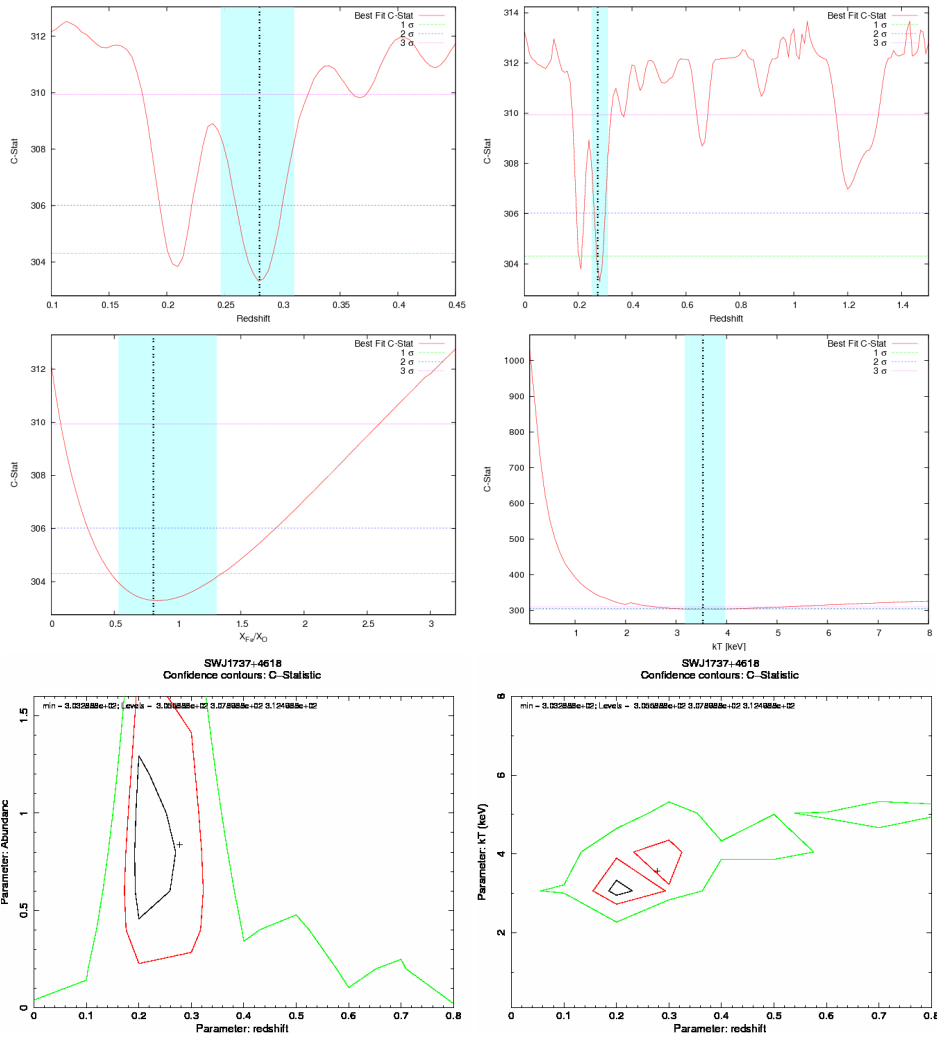 Best Fit C-Stat
1 σ
2 σ
3 σ
312
310
308
306
304
C-Stat
0.1 0.15 0.2 0.25 0.3 0.35 0.4 0.45
Redshift
Best Fit C-Stat
1 σ
2 σ
3 σ
314
312
310
308
306
304
C-Stat
0 0.2 0.4 0.6 0.8 1 1.2 1.4
Redshift
Best Fit C-Stat
1 σ
2 σ
3 σ
312
310
308
306
304
C-Stat
0 0.5 1 1.5 2 2.5 3
X_Fe/X_O
Best Fit C-Stat
1 σ
2 σ
3 σ
1000
900
800
700
600
500
400
300
C-Stat
1 2 3 4 5 6 7 8
kT [keV]
SWJ1737+4618
Confidence contours: C-Statistic
Parameter: Abundanc
1.5
1
0.5
0
0 0.1 0.2 0.3 0.4 0.5 0.6 0.7 0.8
Parameter: redshift
SWJ1737+4618
Confidence contours: C-Statistic
Parameter: kT (keV)
8
6
4
2
0 0.1 0.2 0.3 0.4 0.5 0.6 0.7 0.8
Parameter: redshift